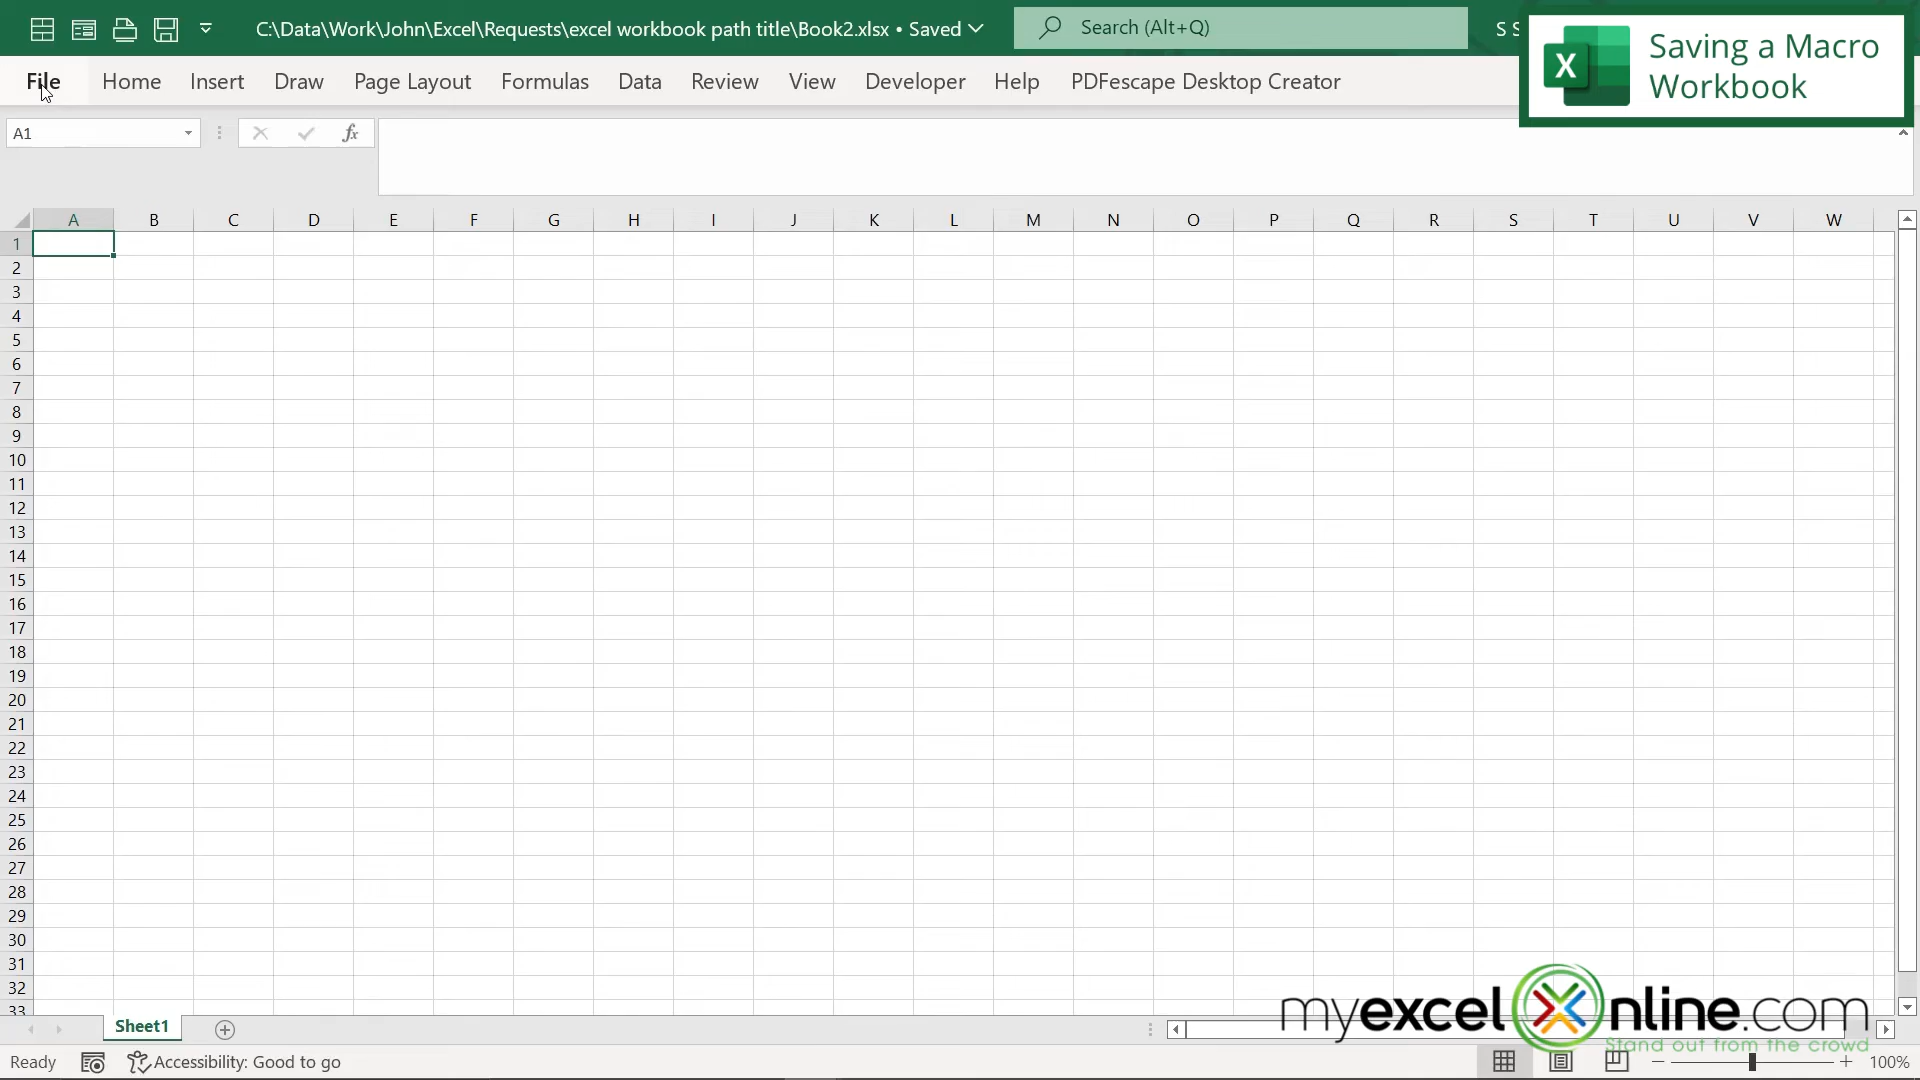 C:\Data\Work\John\Excel\Requests\excel workbook path title\Book2.xlsx • Saved
Search (Alt+Q)
S S
Saving a Macro
Workbook
File Home Insert Draw Page Layout Formulas Data Review View Developer Help PDFescape Desktop Creator
A1
fx
A B C D E F G H I J K L M N O P Q R S T U V W
1
2
3
4
5
6
7
8
9
10
11
12
13
14
15
16
17
18
19
20
21
22
23
24
25
26
27
28
29
30
31
32
33
Sheet1
myexcelonline.com
Stand out from the crowd
Ready Accessibility: Good to go 100%